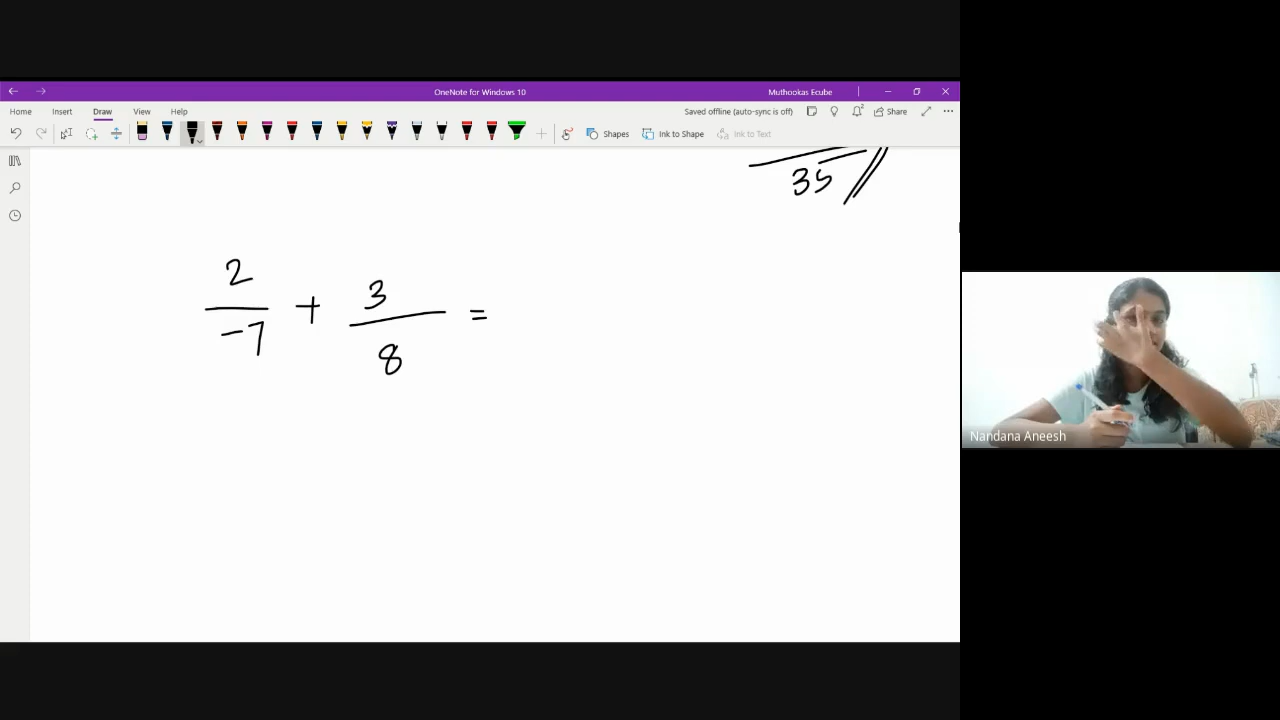 OneNote for Windows 10
Muthookas Ecube
Home Insert Draw View Help
Saved offline (auto-sync is off) Share
Shapes Ink to Shape Ink to Text
35
2/-7 + 3/8 =
Nandana Aneesh